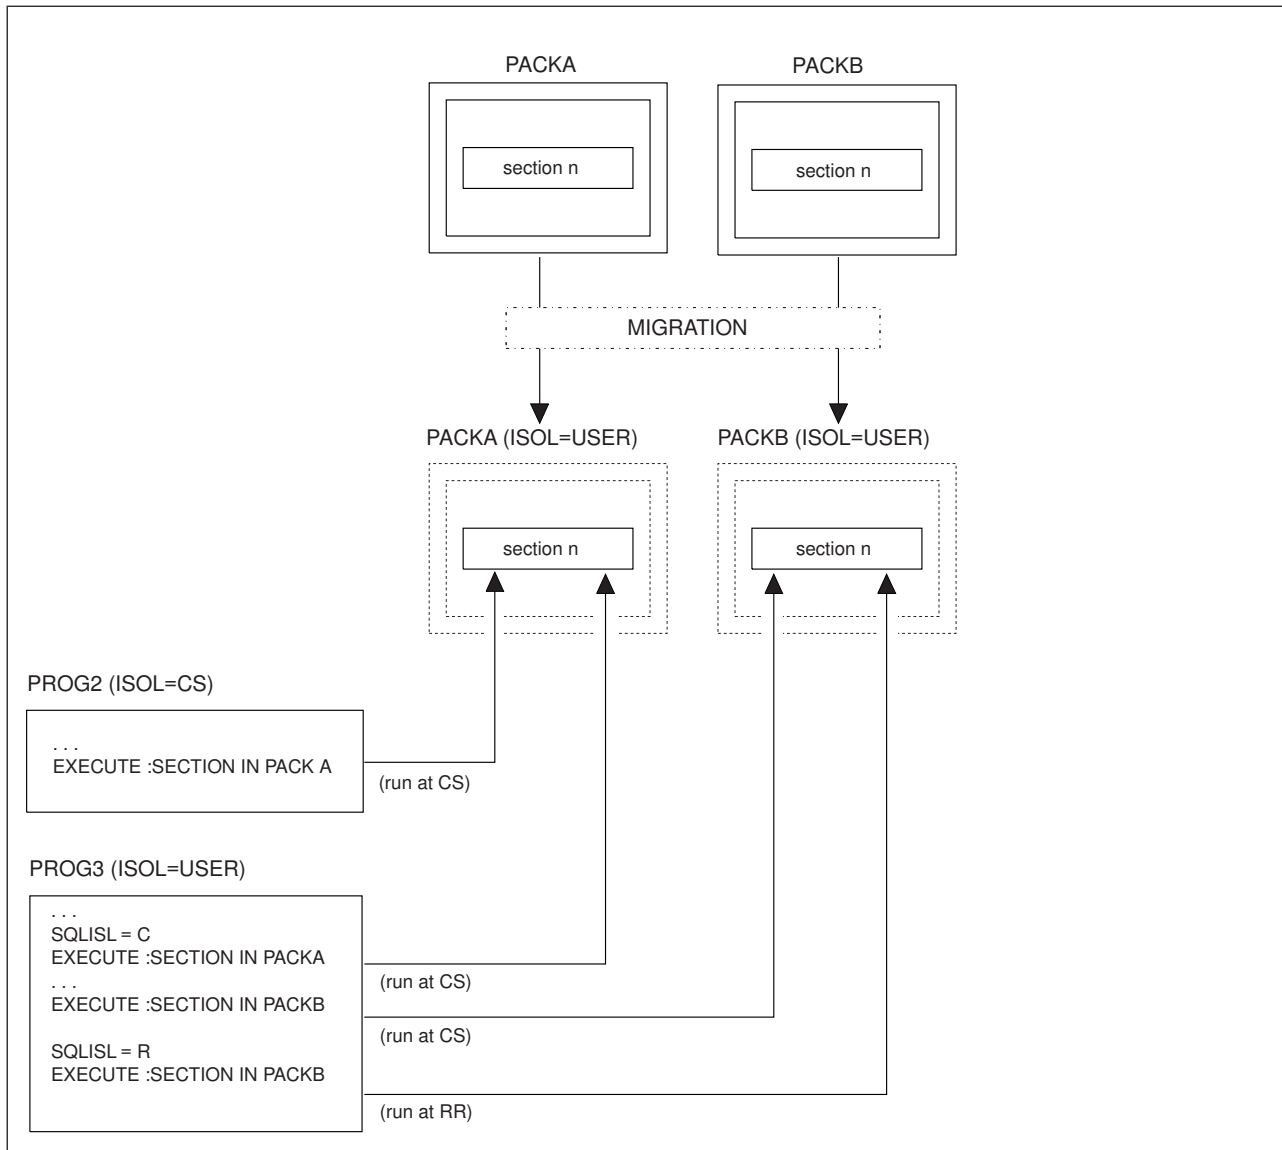 PACKA
PACKB
section n
section n
MIGRATION
PACKA (ISOL=USER)
PACKB (ISOL=USER)
section n
section n
PROG2 (ISOL=CS)
. . .
EXECUTE :SECTION IN PACK A
(run at CS)
PROG3 (ISOL=USER)
. . .
SQLISL = C
EXECUTE :SECTION IN PACKA
(run at CS)
. . .
EXECUTE :SECTION IN PACKB
(run at CS)
SQLISL = R
EXECUTE :SECTION IN PACKB
(run at RR)